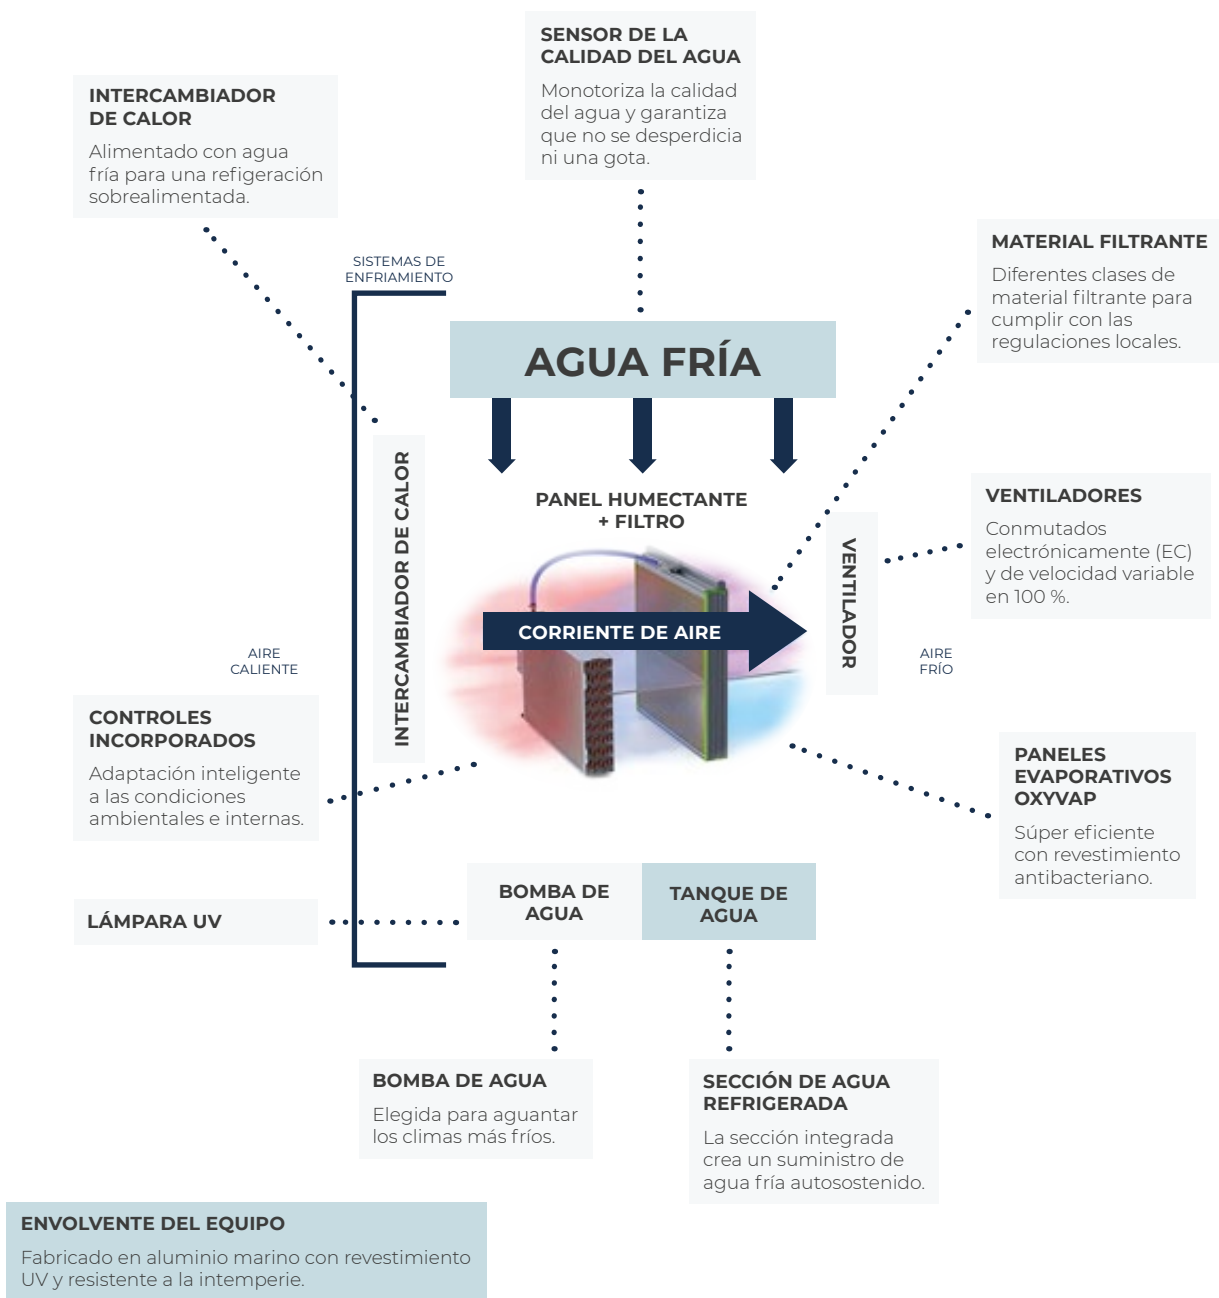 SENSOR DE LA
CALIDAD DEL AGUA
Monotoriza la calidad
del agua y garantiza
que no se desperdicia
ni una gota.
INTERCAMBIADOR
DE CALOR
Alimentado con agua
fría para una refigeración
sobrealimentada.
MATERIAL FILTRANTE
Diferentes clases de
material filtrante para
cumplir con las
regulaciones locales.
SISTEMAS DE
ENFRIAMIENTO
AGUA FRÍA
INTERCAMBIADOR DE CALOR
PANEL HUMECTANTE
+ FILTRO
CORRIENTE DE AIRE
VENTILADOR
VENTILADORES
Conmutados
electrónicamente (EC)
y de velocidad variable
en 100 %.
AIRE
CALIENTE
AIRE
FRÍO
CONTROLES
INCORPORADOS
Adaptación inteligente
a las condiciones
ambientales e internas.
PANELES
EVAPORATIVOS
OXYVAP
Súper eficiente
con revestimiento
antibacteriano.
LÁMPARA UV
BOMBA DE
AGUA
TANQUE DE
AGUA
BOMBA DE AGUA
Elegida para aguantar
los climas más fríos.
SECCIÓN DE AGUA
REFRIGERADA
La sección integrada
crea un suministro de
agua fría autosostenido.
ENVOLVENTE DEL EQUIPO
Fabricado en aluminio marino con revestimiento
UV y resistente a la intemperie.